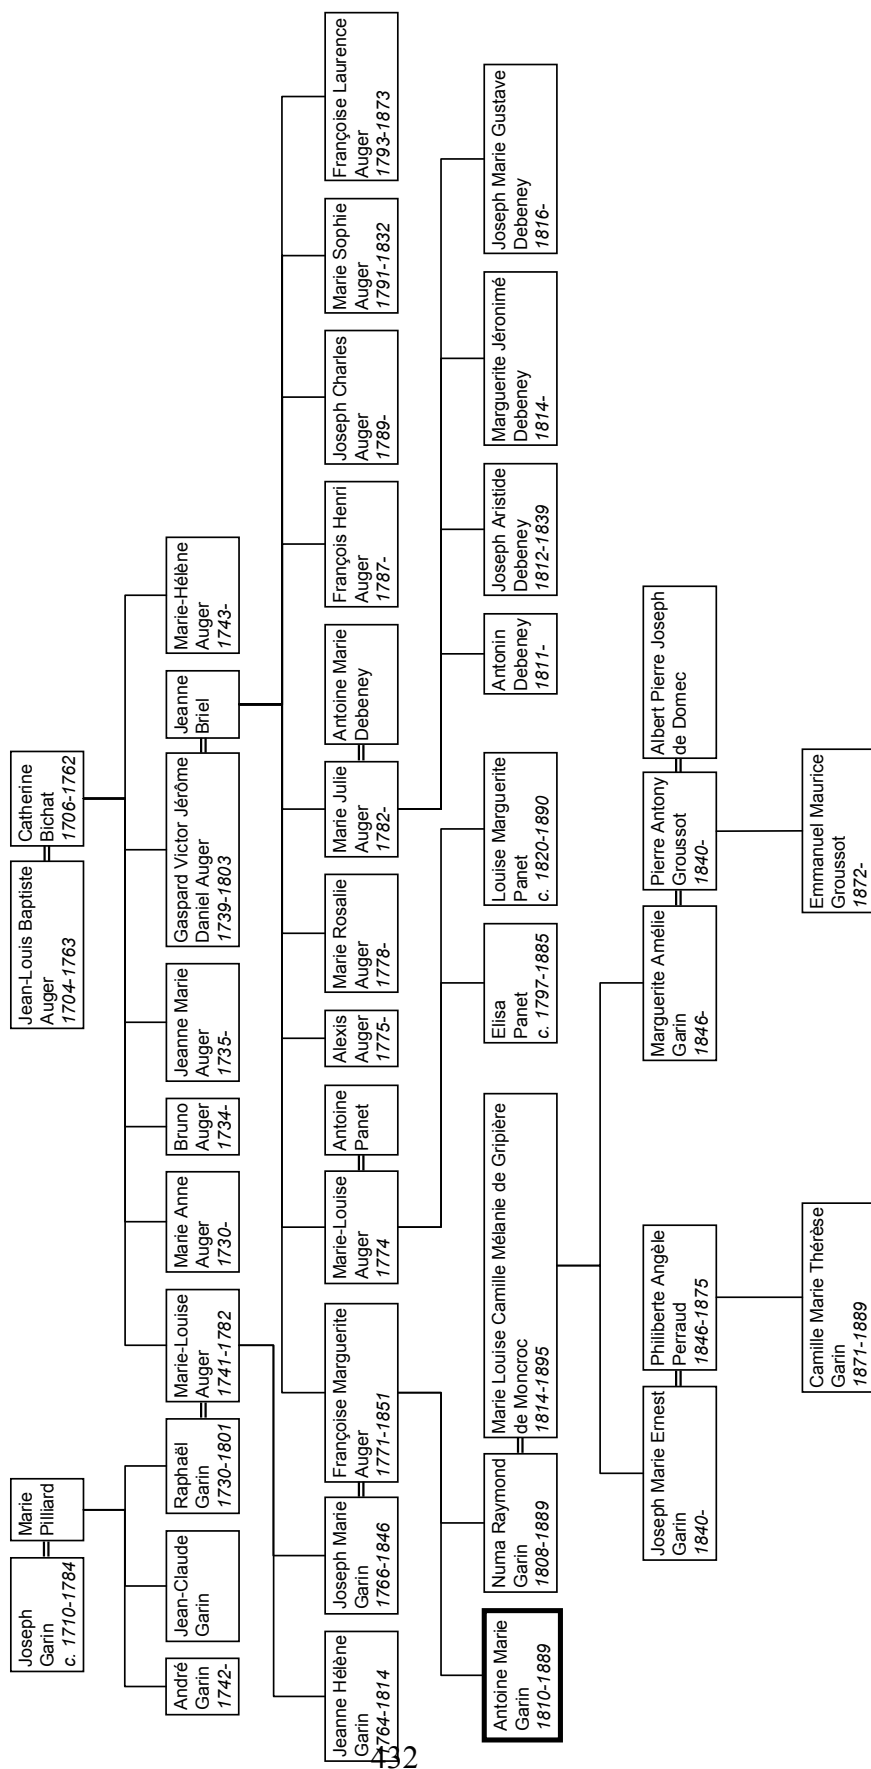 Joseph
Garin
c. 1710-1784
Marie
Pilliard
Jean-Louis Baptiste
Auger
1704-1763
Catherine
Bichat
1706-1762
André
Garin
1742-
Jean-Claude
Garin
Raphaël
Garin
1730-1801
Marie-Louise
Auger
1741-1782
Marie Anne
Auger
1730-
Bruno
Auger
1734-
Jeanne Marie
Auger
1735-
Gaspard Victor Jérôme
Daniel Auger
1739-1803
Jeanne
Briel
Marie-Hélène
Auger
1743-
Jeanne Hélène
Garin
1764-1814
Joseph Marie
Garin
1766-1846
Françoise Marguerite
Auger
1771-1851
Marie-Louise
Auger
1774
Antoine
Panet
Alexis
Auger
1775-
Marie Rosalie
Auger
1778-
Marie Julie
Auger
1782-
Antoine Marie
Debeney
François Henri
Auger
1787-
Joseph Charles
Auger
1789-
Marie Sophie
Auger
1791-1832
Françoise Laurence
Auger
1793-1873
Antoine Marie
Garin
1810-1889
Numa Raymond
Garin
1808-1889
Marie Louise Camille Mélanie de Gripière
de Moncroc
1814-1895
Elisa
Panet
c. 1797-1885
Louise Marguerite
Panet
c. 1820-1890
Antonin
Debeney
1811-
Joseph Aristide
Debeney
1812-1839
Marguerite Jéronimé
Debeney
1814-
Joseph Marie Gustave
Debeney
1816-
Joseph Marie Ernest
Garin
1840-
Philiberte Angèle
Perraud
1846-1875
Marguerite Amélie
Garin
1846-
Pierre Antony
Groussot
1840-
Albert Pierre Joseph
de Domec
Camille Marie Thérèse
Garin
1871-1889
Emmanuel Maurice
Groussot
1872-
432